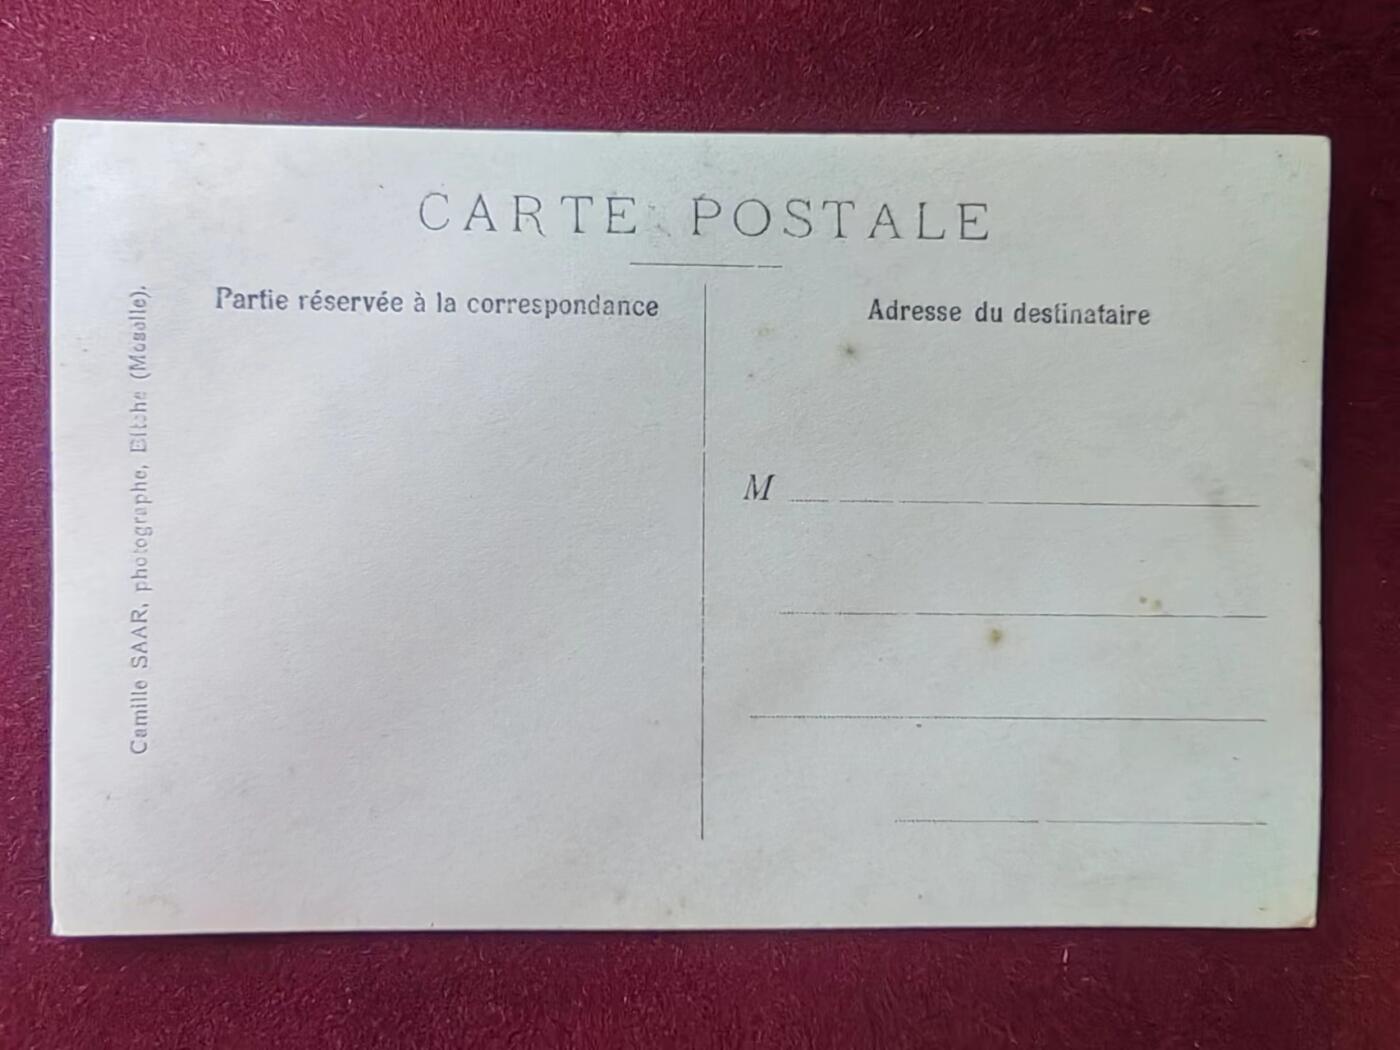 CARTE POSTALE
Partie réservée à la correspondance
Adresse du destinataire
M
Camille SAAR, photographe, Bitche (Moselle).